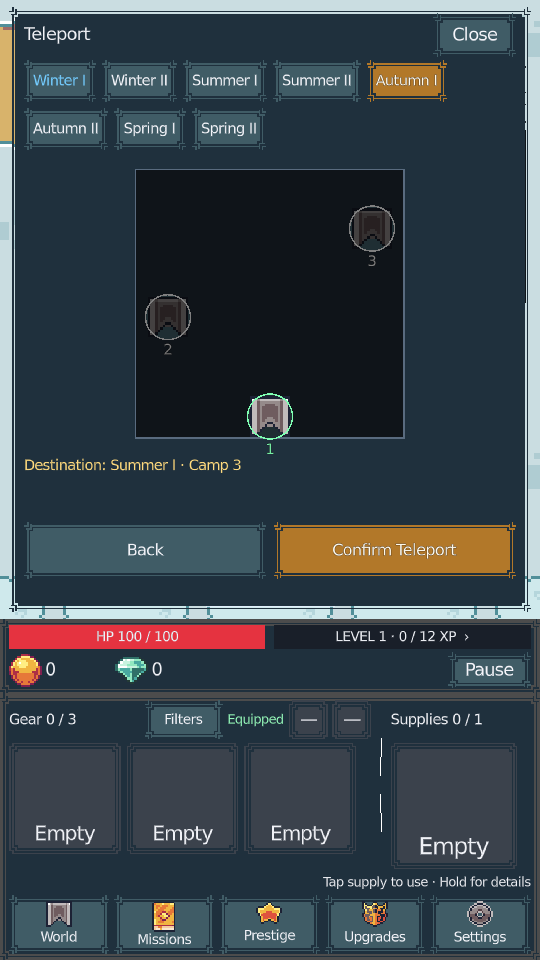 Teleport
Close
Winter I
Winter II
Summer I
Summer II
Autumn I
Autumn II
Spring I
Spring II
3
2
1
Destination: Summer I · Camp 3
Back
Confirm Teleport
HP 100 / 100
LEVEL 1 · 0 / 12 XP ›
0
0
Pause
Gear 0 / 3
Filters
Equipped
—
—
Supplies 0 / 1
Empty
Empty
Empty
Empty
Tap supply to use · Hold for details
World
Missions
Prestige
Upgrades
Settings